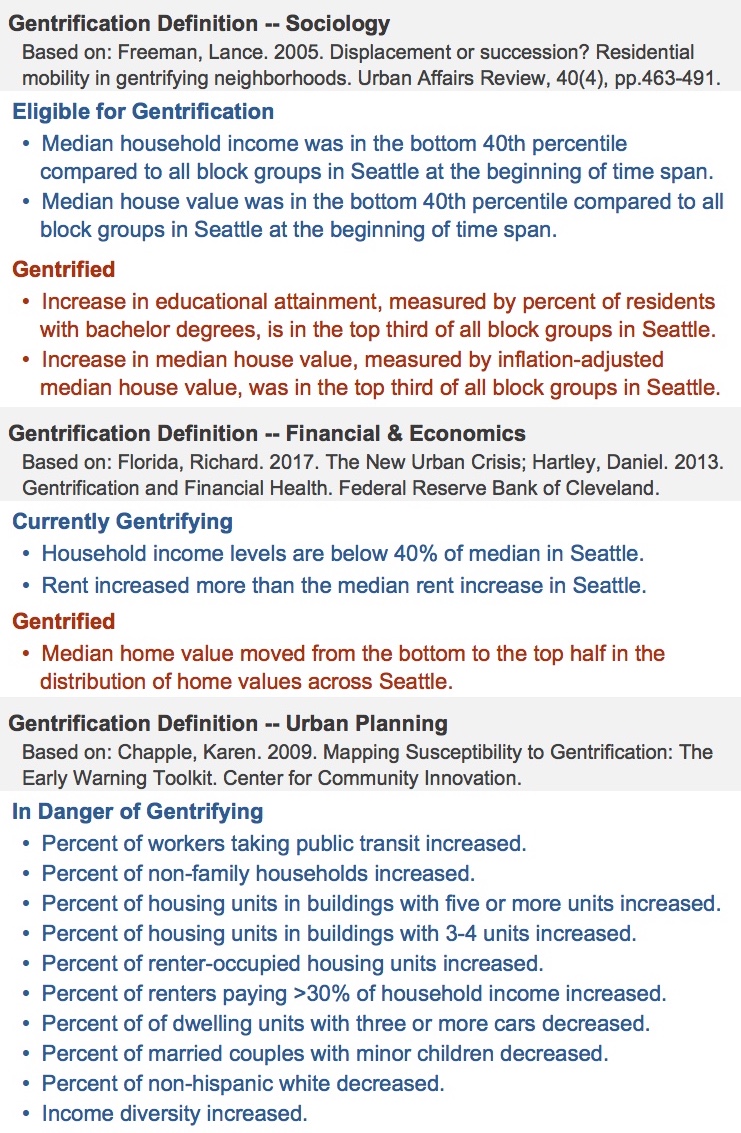 Gentrification Definition -- Sociology
Based on: Freeman, Lance. 2005. Displacement or succession? Residential
mobility in gentrifying neighborhoods. Urban Affairs Review, 40(4), pp.463-491.
Eligible for Gentrification
• Median household income was in the bottom 40th percentile
compared to all block groups in Seattle at the beginning of time span.
• Median house value was in the bottom 40th percentile compared to all
block groups in Seattle at the beginning of time span.
Gentrified
• Increase in educational attainment, measured by percent of residents
with bachelor degrees, is in the top third of all block groups in Seattle.
• Increase in median house value, measured by inflation-adjusted
median house value, was in the top third of all block groups in Seattle.
Gentrification Definition -- Financial & Economics
Based on: Florida, Richard. 2017. The New Urban Crisis; Hartley, Daniel. 2013.
Gentrification and Financial Health. Federal Reserve Bank of Cleveland.
Currently Gentrifying
• Household income levels are below 40% of median in Seattle.
• Rent increased more than the median rent increase in Seattle.
Gentrified
• Median home value moved from the bottom to the top half in the
distribution of home values across Seattle.
Gentrification Definition -- Urban Planning
Based on: Chapple, Karen. 2009. Mapping Susceptibility to Gentrification: The
Early Warning Toolkit. Center for Community Innovation.
In Danger of Gentrifying
• Percent of workers taking public transit increased.
• Percent of non-family households increased.
• Percent of housing units in buildings with five or more units increased.
• Percent of housing units in buildings with 3-4 units increased.
• Percent of renter-occupied housing units increased.
• Percent of renters paying >30% of household income increased.
• Percent of of dwelling units with three or more cars decreased.
• Percent of married couples with minor children decreased.
• Percent of non-hispanic white decreased.
• Income diversity increased.